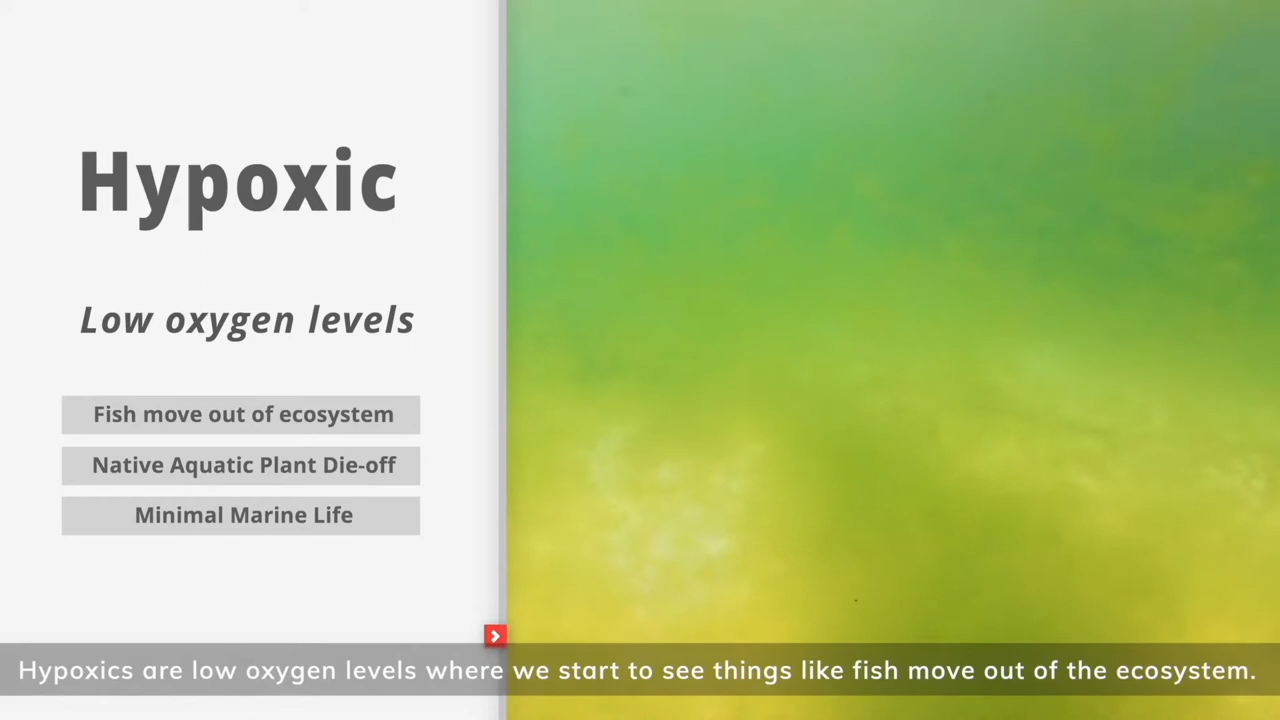 Hypoxic
Low oxygen levels
Fish move out of ecosystem
Native Aquatic Plant Die-off
Minimal Marine Life
Hypoxics are low oxygen levels where we start to see things like fish move out of the ecosystem.